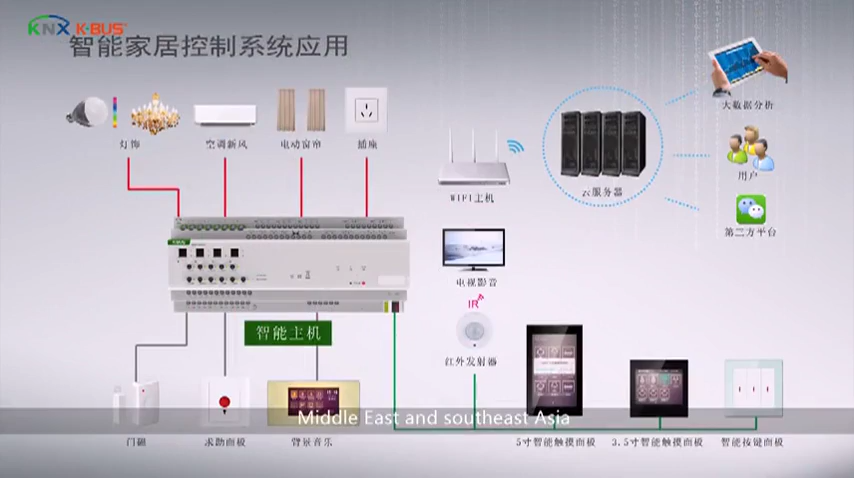 KNX K-BUS
智能家居控制系统应用
大数据分析
灯饰
空调新风
电动窗帘
插座
WIFI主机
云服务器
用户
第三方平台
K-BUS
电视影音
IR
智能主机
红外发射器
Middle East and southeast Asia
门磁
求助面板
背景音乐
5寸智能触摸面板
3.5寸智能触摸面板
智能按键面板